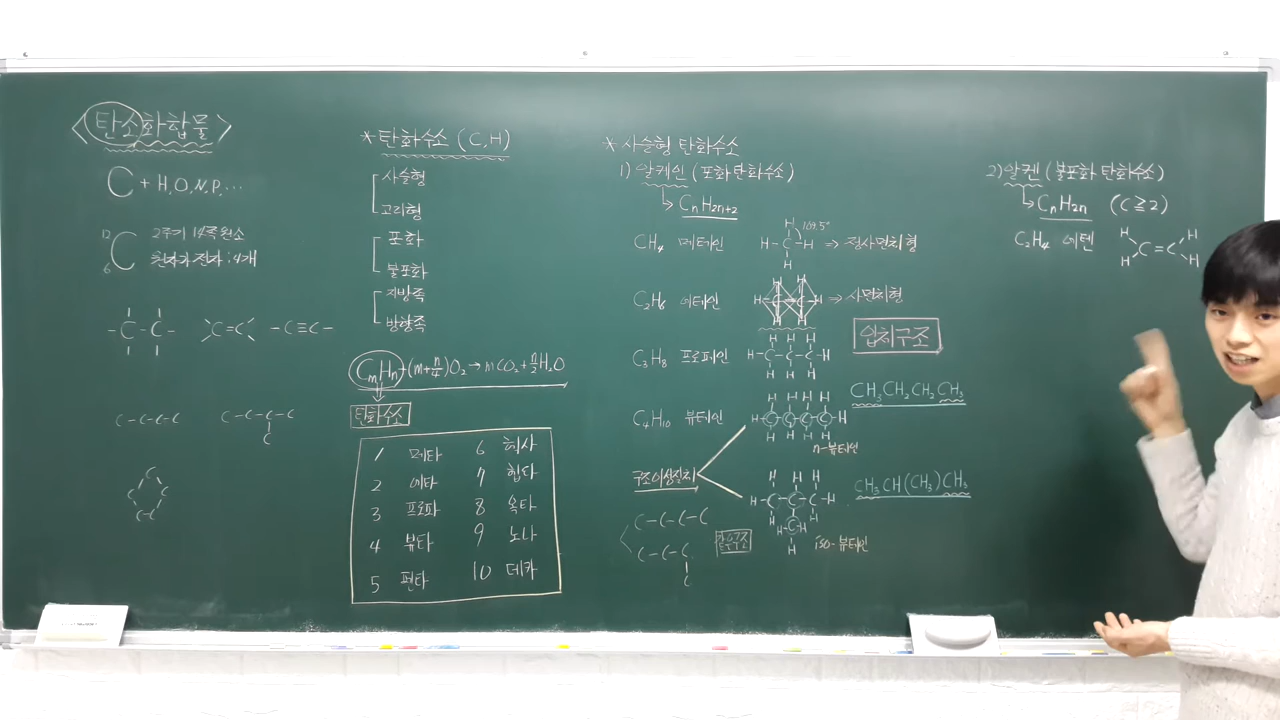 <탄소화합물>
C + H, O, N, P, ...
12 6 C 2주기 14족 원소
원자가 전자 : 4개
-C-C- >C=C< -C≡C-
C-C-C-C C-C-C-C
C
C C C-C
* 탄화수소 (C, H)
사슬형
고리형
포화
불포화
지방족
방향족
CmHn+(m+n/4)O2→mCO2+n/2H2O
탄화수소
1 메타 6 헥사
2 에타 7 헵타
3 프로파 8 옥타
4 뷰타 9 노나
5 펜타 10 데카
* 사슬형 탄화수소
1) 알케인 (포화 탄화수소)
→ CnH2n+2
CH4 메테인 H-C-H H H 109.5° → 정사면체형
C2H6 에테인 → 사면체형
입체구조
C3H8 프로페인 H-C-C-C-H H H H H H H
C4H10 뷰테인 H-C-C-C-C-H H H H H H H H H
CH3CH2CH2CH3
n-뷰테인
구조 이성질체
H-C-C-C-H H H H H H H-C-H H
CH3CH(CH3)CH3
iso-뷰테인
C-C-C-C
C-C-C
C
2) 알켄 (불포화 탄화수소)
→ CnH2n (C≧2)
C2H4 에텐 H H C=C H H